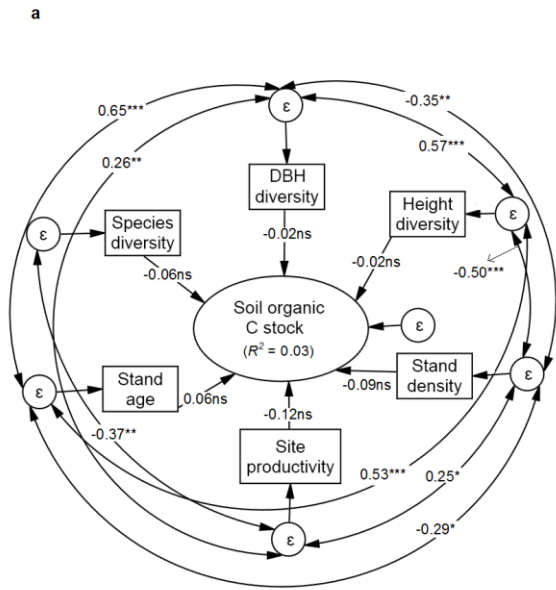 a
ε
0.65***
-0.35**
0.26**
0.57***
DBH
diversity
Species
diversity
Height
diversity
ε
ε
-0.02ns
-0.06ns
-0.02ns
-0.50***
Soil organic
C stock
(R² = 0.03)
ε
Stand
age
0.06ns
Stand
density
-0.09ns
ε
ε
-0.12ns
-0.37**
Site
productivity
0.53***
0.25*
-0.29*
ε